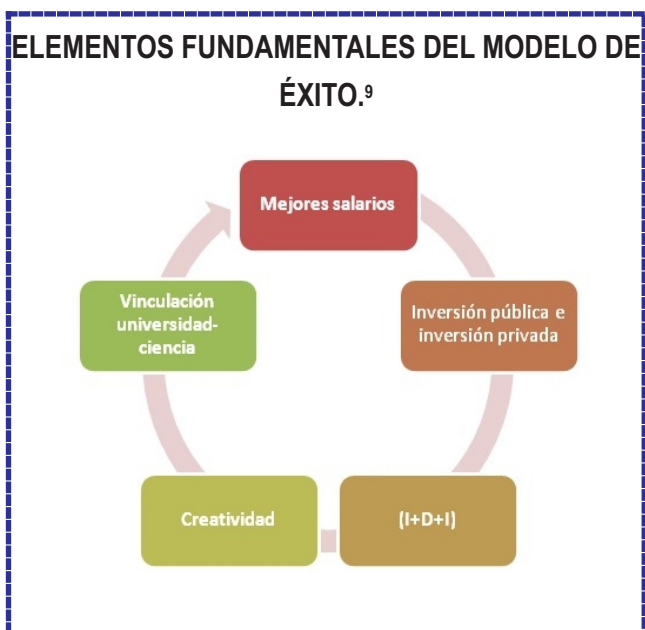 ELEMENTOS FUNDAMENTALES DEL MODELO DE
ÉXITO.⁹
Mejores salarios
Inversión pública e
inversión privada
(I+D+I)
Creatividad
Vinculación
universidad-
ciencia